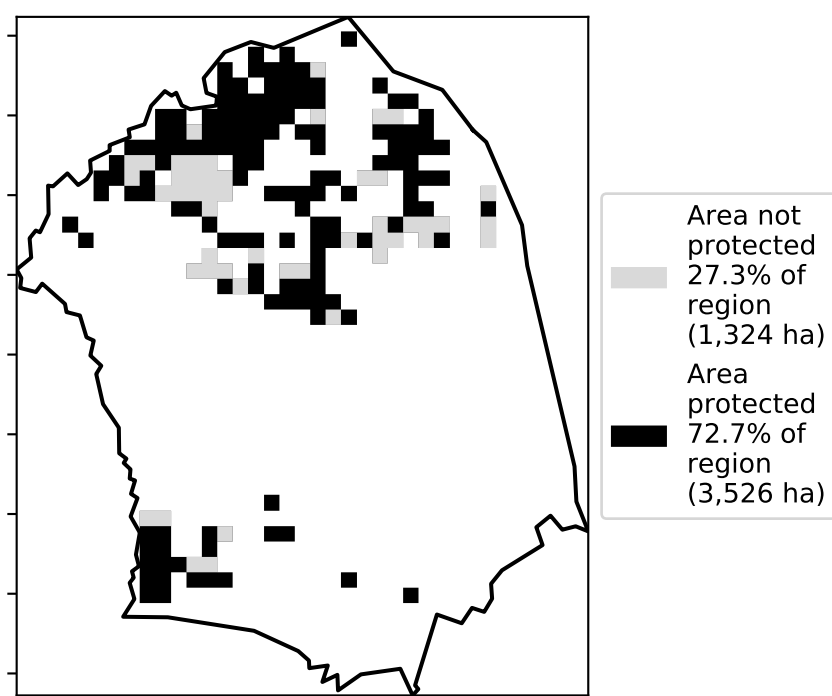 Area not
protected
27.3% of
region
(1,324 ha)
Area
protected
72.7% of
region
(3,526 ha)